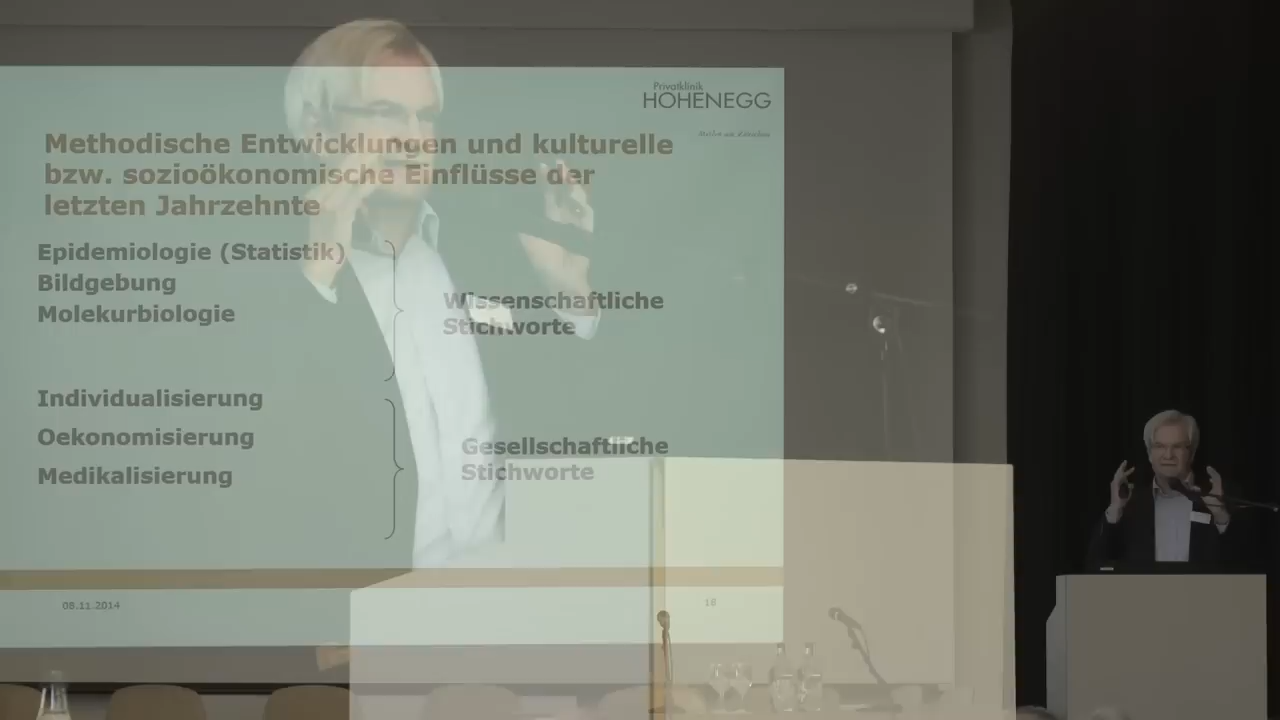 Privatklinik
HOHENEGG
Methodische Entwicklungen und kulturelle
bzw. sozioökonomische Einflüsse der
letzten Jahrzehnte
Epidemiologie (Statistik)
Bildgebung
Molekurbiologie
Wissenschaftliche
Stichworte
Individualisierung
Oekonomisierung
Medikalisierung
Gesellschaftliche
Stichworte
08.11.2014
18